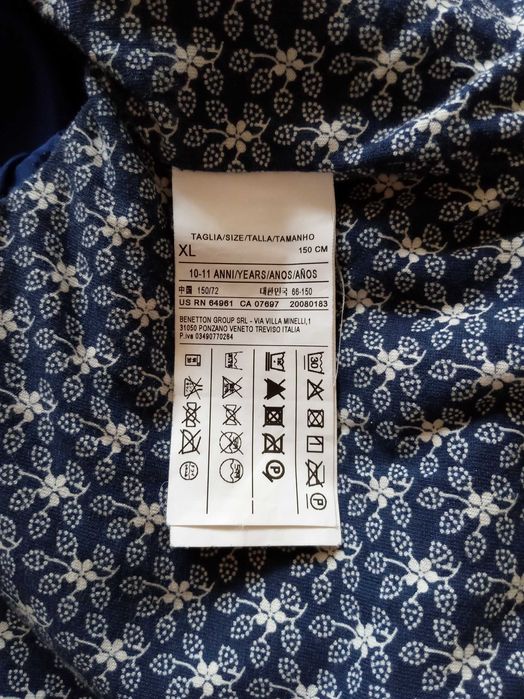 TAGLIA/SIZE/TALLA/TAMANHO
XL 150 CM
10-11 ANNI/YEARS/ANOS/AÑOS
中国 150/72 대한민국 66-150
US RN 64961 CA 07697 20080183
BENETTON GROUP SRL - VIA VILLA MINELLI,1
31050 PONZANO VENETO TREVISO ITALIA
P.iva 03490770264
30
P
P